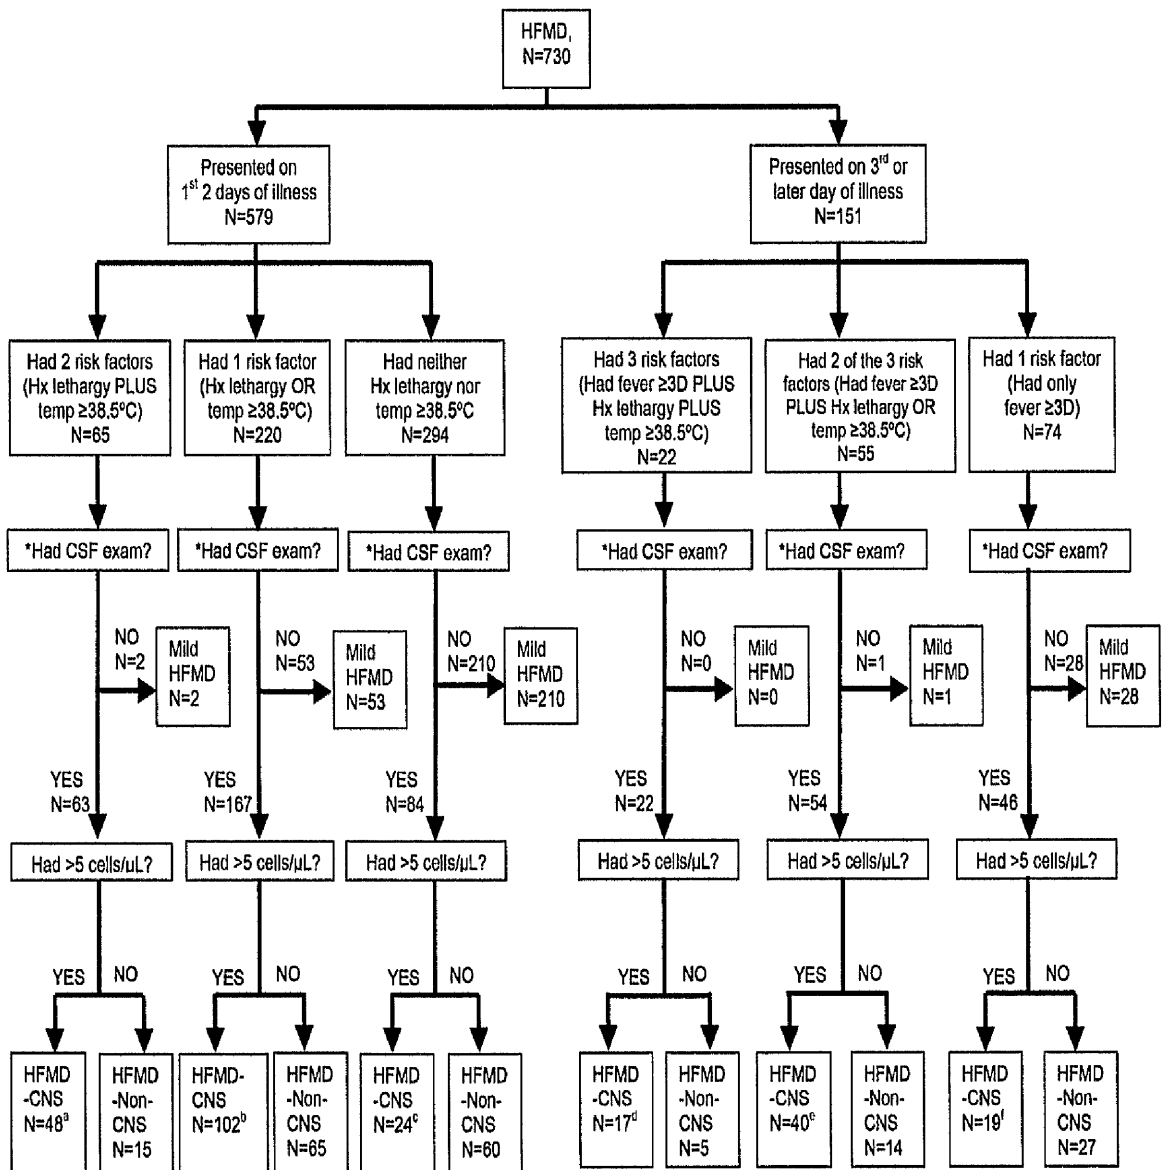 HFMD,
N=730
Presented on
1st 2 days of illness
N=579
Presented on 3rd or
later day of illness
N=151
Had 2 risk factors
(Hx lethargy PLUS
temp ≥38.5ºC)
N=65
Had 1 risk factor
(Hx lethargy OR
temp ≥38.5ºC)
N=220
Had neither
Hx lethargy nor
temp ≥38.5ºC
N=294
Had 3 risk factors
(Had fever ≥3D PLUS
Hx lethargy PLUS
temp ≥38.5ºC)
N=22
Had 2 of the 3 risk
factors (Had fever ≥3D
PLUS Hx lethargy OR
temp ≥38.5ºC)
N=55
Had 1 risk factor
(Had only
fever ≥3D)
N=74
*Had CSF exam?
*Had CSF exam?
*Had CSF exam?
*Had CSF exam?
*Had CSF exam?
*Had CSF exam?
NO
N=2
Mild
HFMD
N=2
NO
N=53
Mild
HFMD
N=53
NO
N=210
Mild
HFMD
N=210
NO
N=0
Mild
HFMD
N=0
NO
N=1
Mild
HFMD
N=1
NO
N=28
Mild
HFMD
N=28
YES
N=63
YES
N=167
YES
N=84
YES
N=22
YES
N=54
YES
N=46
Had >5 cells/µL?
Had >5 cells/µL?
Had >5 cells/µL?
Had >5 cells/µL?
Had >5 cells/µL?
Had >5 cells/µL?
YES NO
YES NO
YES NO
YES NO
YES NO
YES NO
HFMD
-CNS
N=48a
HFMD
-Non-
CNS
N=15
HFMD-
CNS
N=102b
HFMD
-Non-
CNS
N=65
HFMD
-CNS
N=24c
HFMD
-Non-
CNS
N=60
HFMD
-CNS
N=17d
HFMD
-Non-
CNS
N=5
HFMD
-CNS
N=40e
HFMD
-Non-
CNS
N=14
HFMD
-CNS
N=19f
HFMD
-Non-
CNS
N=27